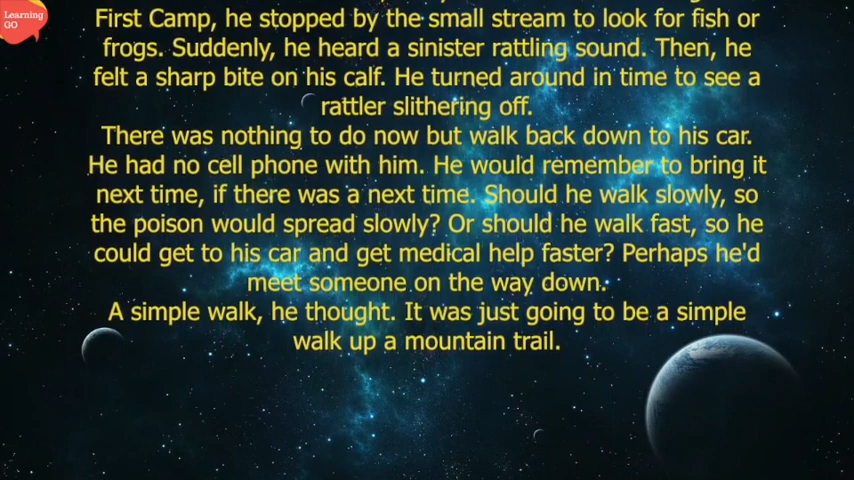 Learning
GO
First Camp, he stopped by the small stream to look for fish or
frogs. Suddenly, he heard a sinister rattling sound. Then, he
felt a sharp bite on his calf. He turned around in time to see a
rattler slithering off.
There was nothing to do now but walk back down to his car.
He had no cell phone with him. He would remember to bring it
next time, if there was a next time. Should he walk slowly, so
the poison would spread slowly? Or should he walk fast, so he
could get to his car and get medical help faster? Perhaps he'd
meet someone on the way down.
A simple walk, he thought. It was just going to be a simple
walk up a mountain trail.